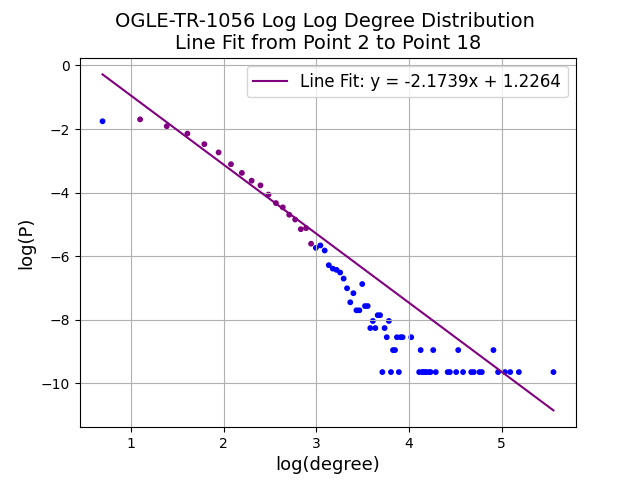 OGLE-TR-1056 Log Log Degree Distribution
Line Fit from Point 2 to Point 18
Line Fit: y = -2.1739x + 1.2264
log(P)
0
−2
−4
−6
−8
−10
1 2 3 4 5
log(degree)